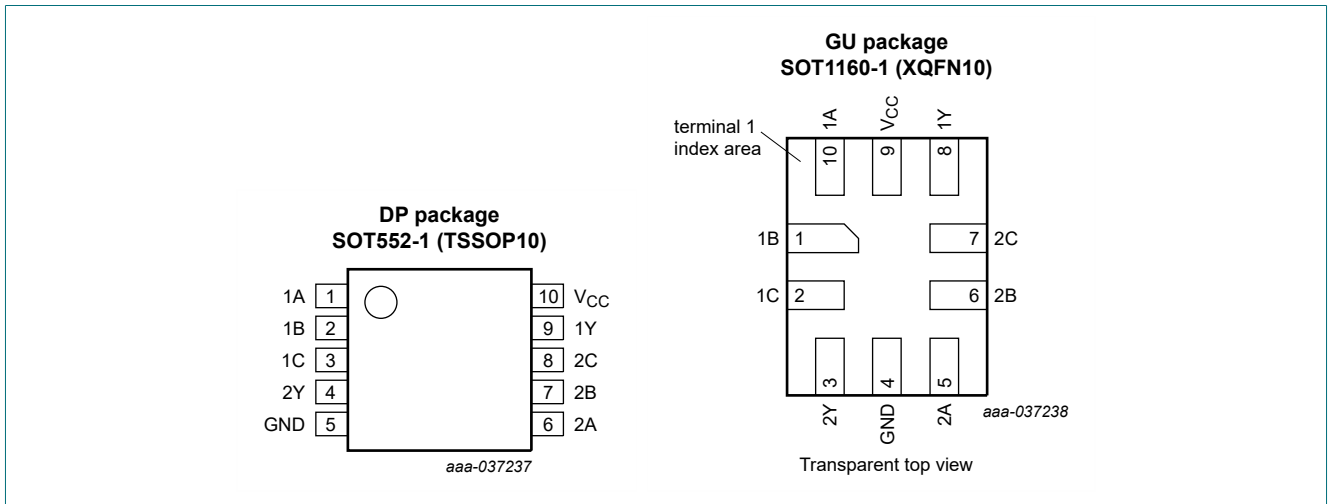 DP package
SOT552-1 (TSSOP10)
1A 1
1B 2
1C 3
2Y 4
GND 5
10 VCC
9 1Y
8 2C
7 2B
6 2A
aaa-037237
GU package
SOT1160-1 (XQFN10)
terminal 1
index area
1A
VCC
1Y
10
9
8
1B 1
7 2C
1C 2
6 2B
3
4
5
2Y
GND
2A
aaa-037238
Transparent top view